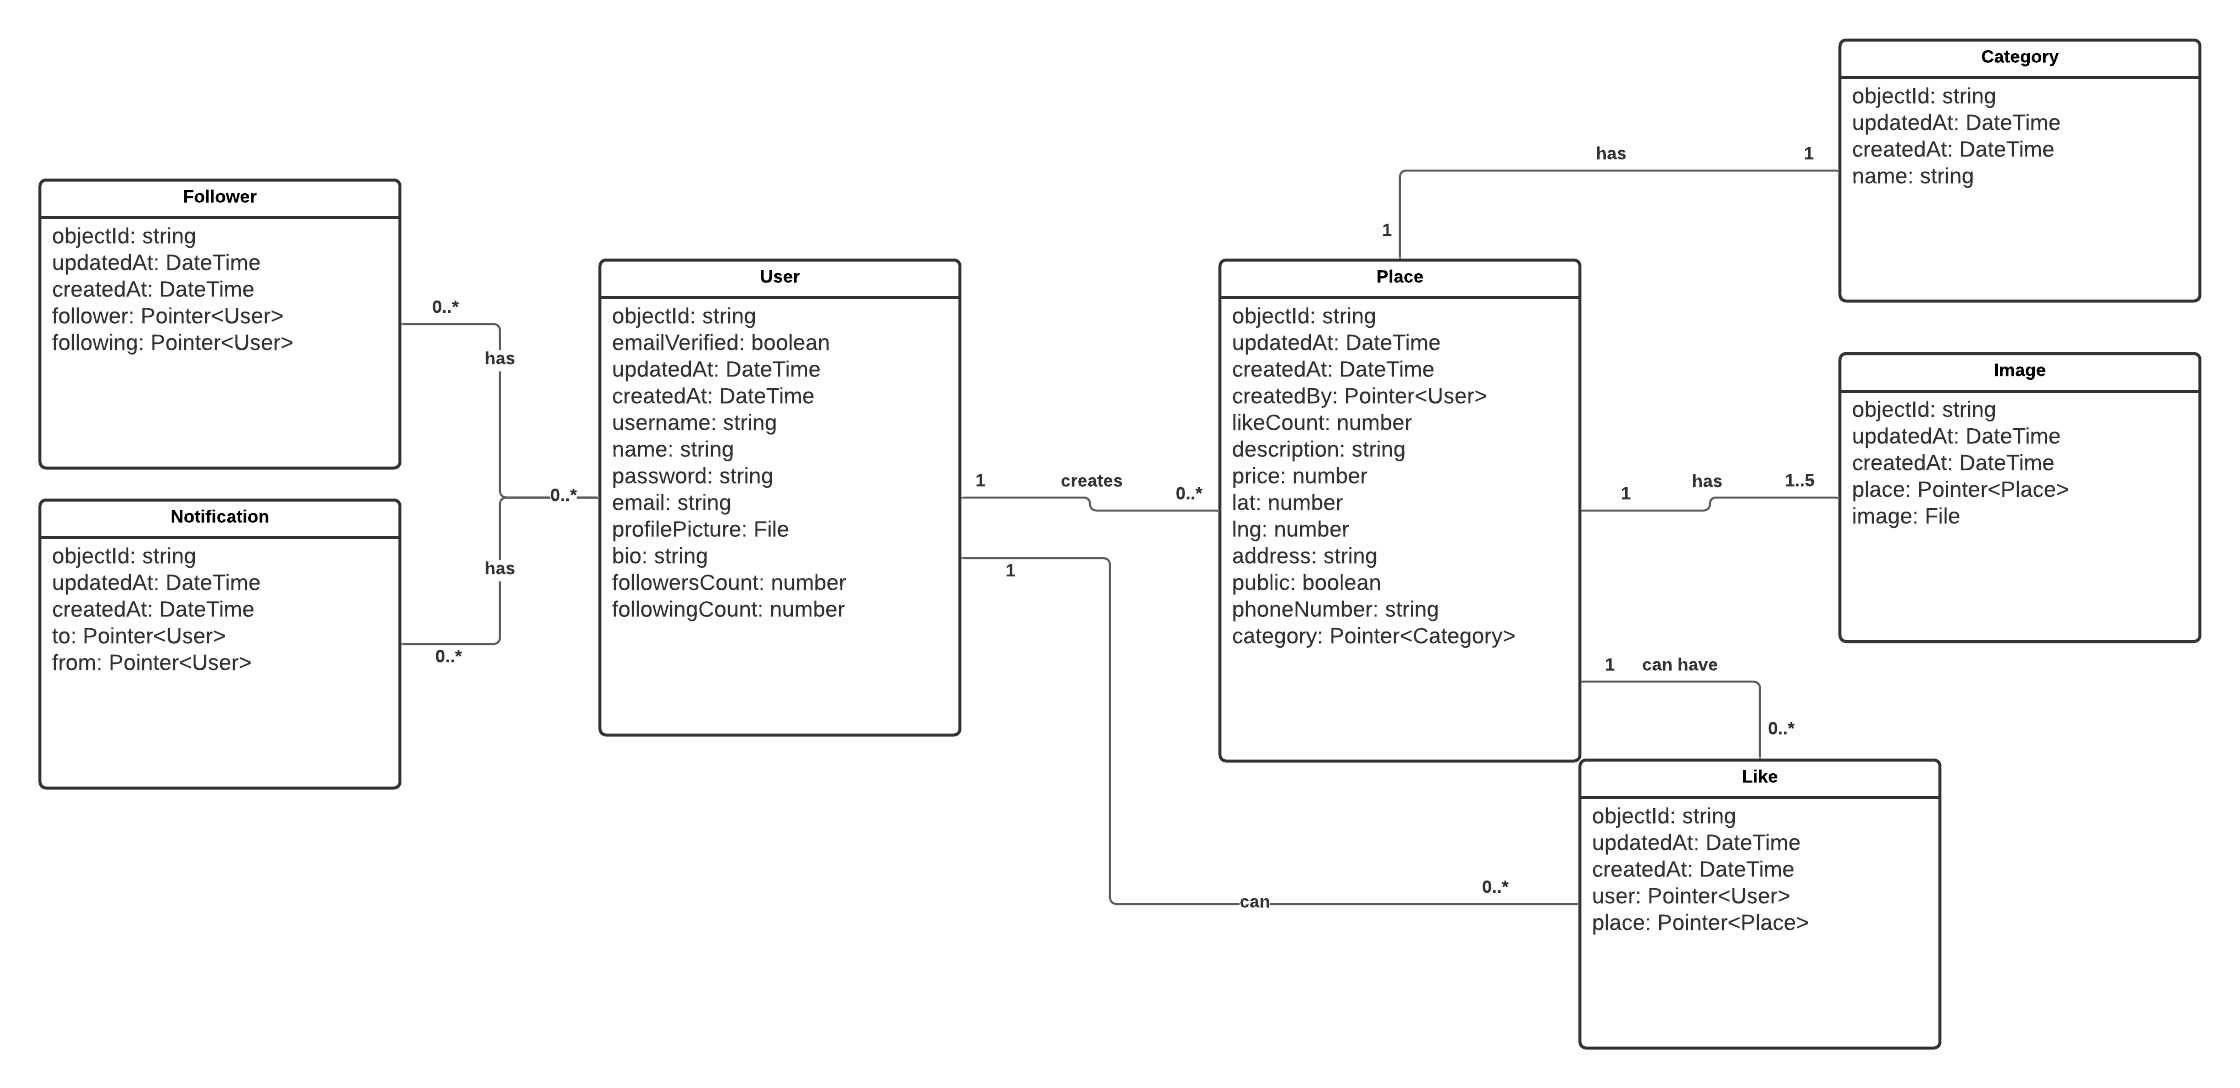 Follower
objectId: string
updatedAt: DateTime
createdAt: DateTime
follower: Pointer<User>
following: Pointer<User>
0..*
has
Notification
objectId: string
updatedAt: DateTime
createdAt: DateTime
to: Pointer<User>
from: Pointer<User>
0..*
has
0..*
User
objectId: string
emailVerified: boolean
updatedAt: DateTime
createdAt: DateTime
username: string
name: string
password: string
email: string
profilePicture: File
bio: string
followersCount: number
followingCount: number
1
creates
0..*
1
can
0..*
Place
objectId: string
updatedAt: DateTime
createdAt: DateTime
createdBy: Pointer<User>
likeCount: number
description: string
price: number
lat: number
lng: number
address: string
public: boolean
phoneNumber: string
category: Pointer<Category>
1
has
1
Category
objectId: string
updatedAt: DateTime
createdAt: DateTime
name: string
1
has
1..5
Image
objectId: string
updatedAt: DateTime
createdAt: DateTime
place: Pointer<Place>
image: File
1
can have
0..*
Like
objectId: string
updatedAt: DateTime
createdAt: DateTime
user: Pointer<User>
place: Pointer<Place>